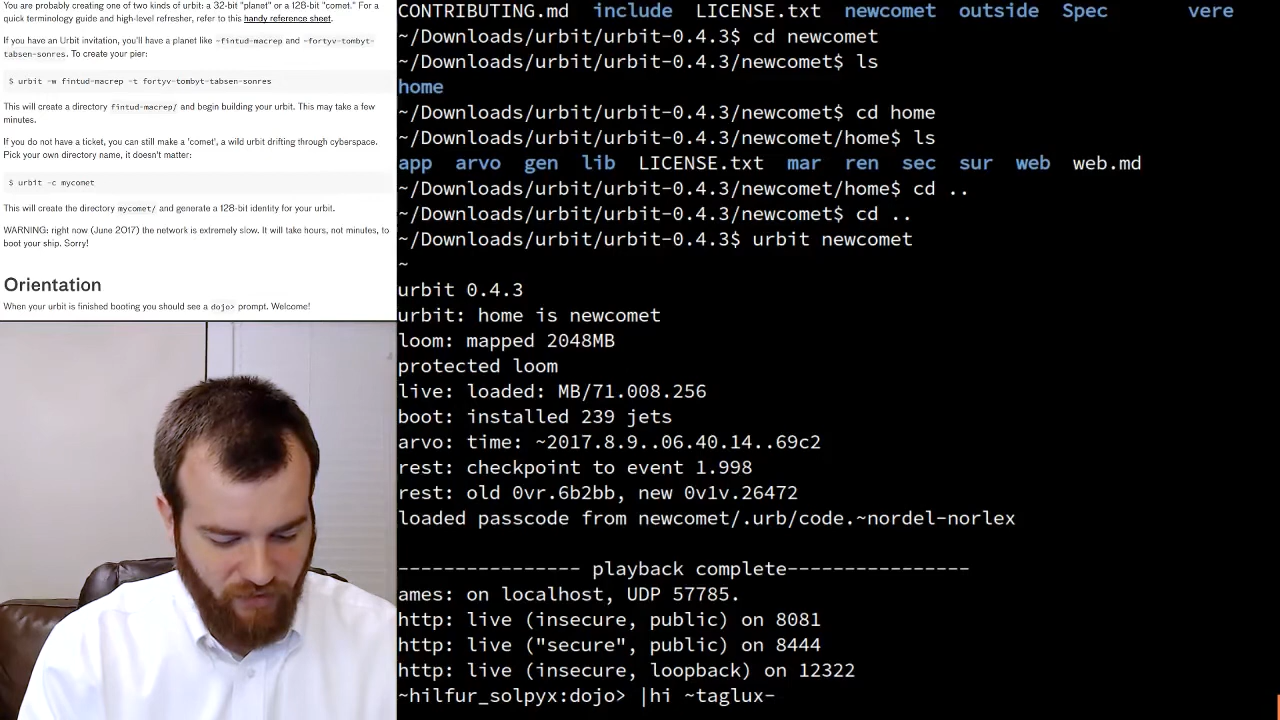 You are probably creating one of two kinds of urbit: a 32-bit "planet" or a 128-bit "comet." For a
quick terminology guide and high-level refresher, refer to this handy reference sheet.
If you have an Urbit invitation, you'll have a planet like ~fintud-macrep and ~fortyv-tombyt-
tabsen-sonres. To create your pier:
$ urbit -w fintud-macrep -t fortyv-tombyt-tabsen-sonres
This will create a directory fintud-macrep/ and begin building your urbit. This may take a few
minutes.
If you do not have a ticket, you can still make a 'comet', a wild urbit drifting through cyberspace.
Pick your own directory name, it doesn't matter:
$ urbit -c mycomet
This will create the directory mycomet/ and generate a 128-bit identity for your urbit.
WARNING: right now (June 2017) the network is extremely slow. It will take hours, not minutes, to
boot your ship. Sorry!
Orientation
When your urbit is finished booting you should see a dojo> prompt. Welcome!
CONTRIBUTING.md include LICENSE.txt newcomet outside Spec vere
~/Downloads/urbit/urbit-0.4.3$ cd newcomet
~/Downloads/urbit/urbit-0.4.3/newcomet$ ls
home
~/Downloads/urbit/urbit-0.4.3/newcomet$ cd home
~/Downloads/urbit/urbit-0.4.3/newcomet/home$ ls
app arvo gen lib LICENSE.txt mar ren sec sur web web.md
~/Downloads/urbit/urbit-0.4.3/newcomet/home$ cd ..
~/Downloads/urbit/urbit-0.4.3/newcomet$ cd ..
~/Downloads/urbit/urbit-0.4.3$ urbit newcomet
~
urbit 0.4.3
urbit: home is newcomet
loom: mapped 2048MB
protected loom
live: loaded: MB/71.008.256
boot: installed 239 jets
arvo: time: ~2017.8.9..06.40.14..69c2
rest: checkpoint to event 1.998
rest: old 0vr.6b2bb, new 0v1v.26472
loaded passcode from newcomet/.urb/code.~nordel-norlex
--------------- playback complete----------------
ames: on localhost, UDP 57785.
http: live (insecure, public) on 8081
http: live ("secure", public) on 8444
http: live (insecure, loopback) on 12322
~hilfur_solpyx:dojo> |hi ~taglux-